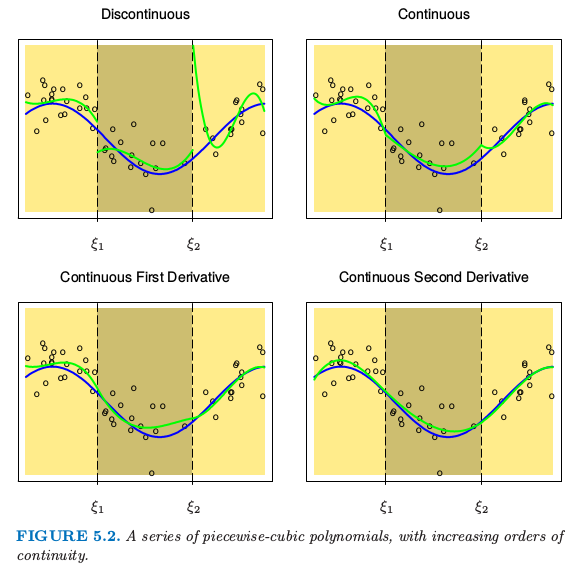 Discontinuous
Continuous
ξ1
ξ2
ξ1
ξ2
Continuous First Derivative
Continuous Second Derivative
ξ1
ξ2
ξ1
ξ2
FIGURE 5.2. A series of piecewise-cubic polynomials, with increasing orders of
continuity.